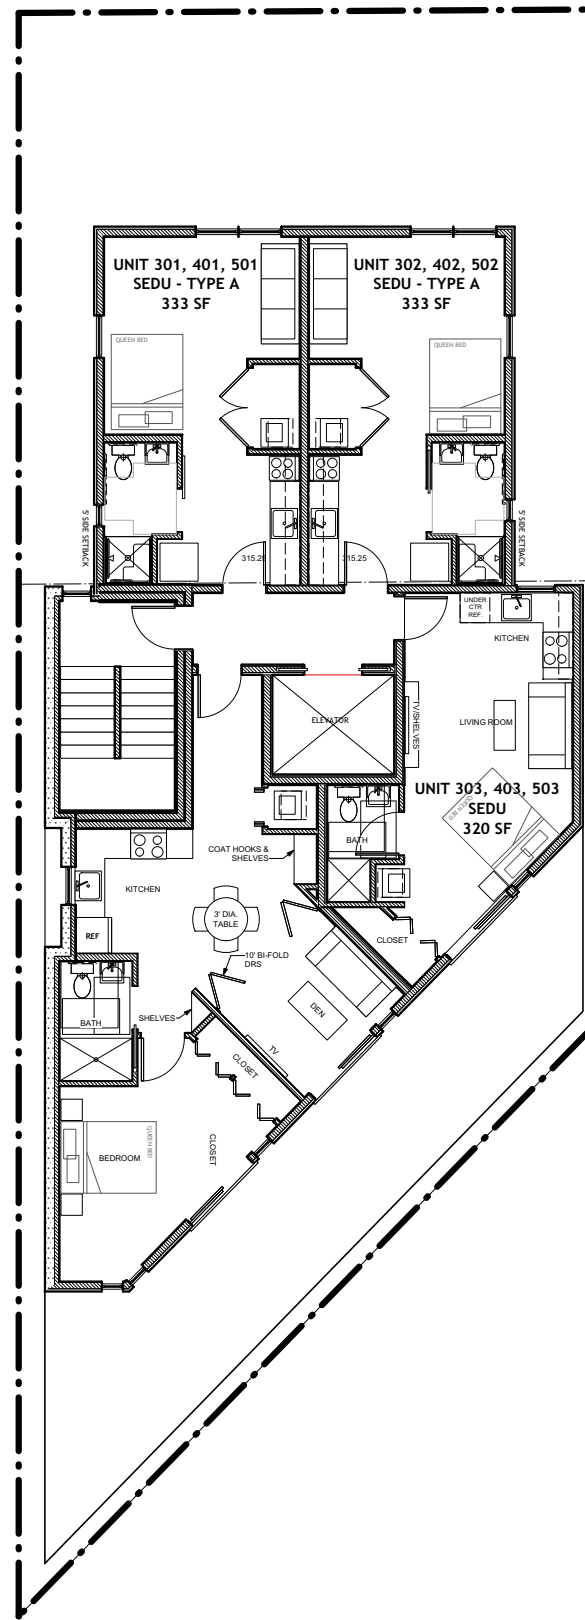 UNIT 301, 401, 501
SEDU - TYPE A
333 SF
UNIT 302, 402, 502
SEDU - TYPE A
333 SF
QUEEN BED
QUEEN BED
5' SIDE SETBACK
315.25
315.25
5' SIDE SETBACK
UNDER
CTR
REF.
KITCHEN
ELEVATOR
TV/SHELVES
LIVING ROOM
UNIT 303, 403, 503
SEDU
320 SF
QUEEN BED
BATH
COAT HOOKS &
SHELVES
KITCHEN
3' DIA.
TABLE
REF
CLOSET
10' BI-FOLD
DRS
DEN
SHELVES
BATH
TV
CLOSET
BEDROOM
QUEEN BED
CLOSET